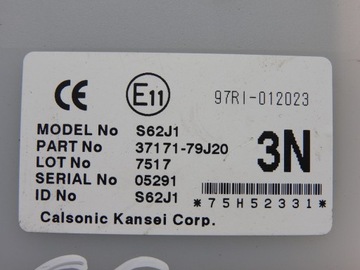 CE E11 97RI-012023
MODEL No S62J1
PART No 37171-79J20
LOT No 7517
SERIAL No 05291
ID No S62J1
3N
*75H52331*
Calsonic Kansei Corp.